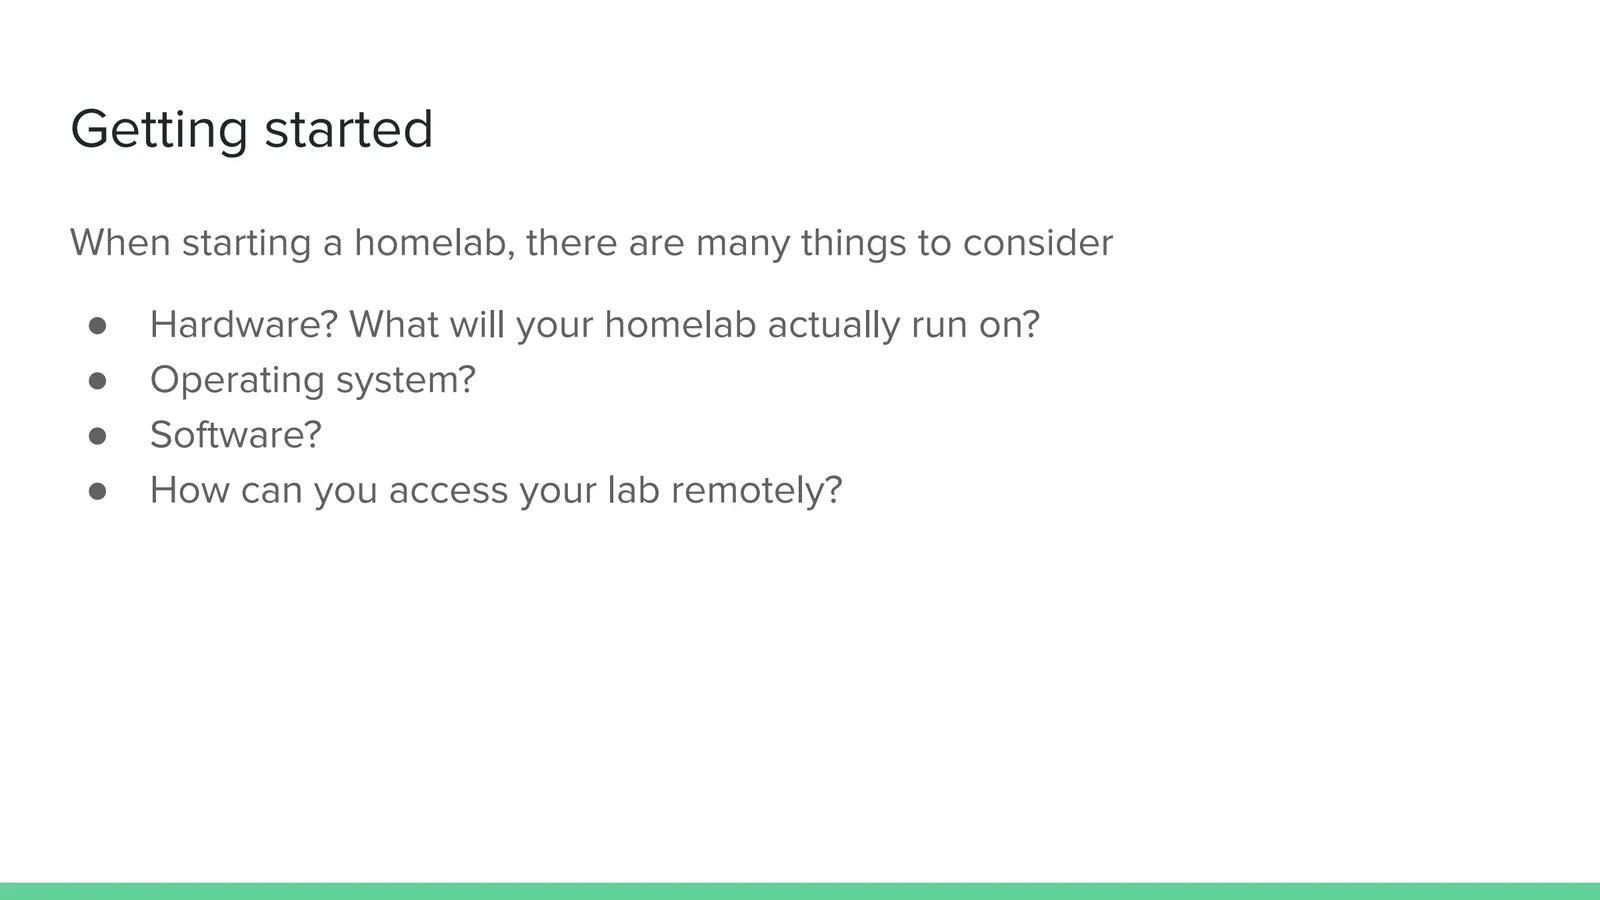 Getting started
When starting a homelab, there are many things to consider
● Hardware? What will your homelab actually run on?
● Operating system?
● Software?
● How can you access your lab remotely?